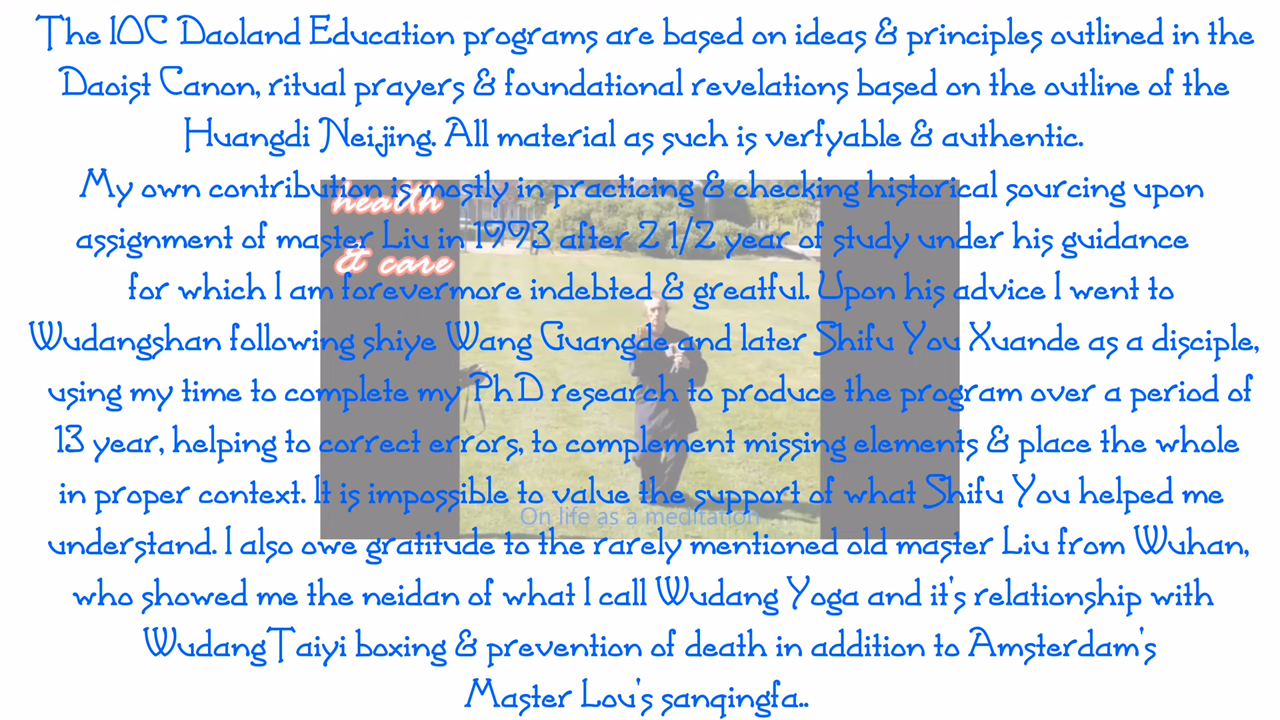 The IOC Daoland Education programs are based on ideas & principles outlined in the
Daoist Canon, ritual prayers & foundational revelations based on the outline of the
Huangdi Neijing. All material as such is verfyable & authentic.
My own contribution is mostly in practicing & checking historical sourcing upon
assignment of master Liu in 1993 after 2 1/2 year of study under his guidance
for which I am forevermore indebted & greatful. Upon his advice I went to
Wudangshan following shiye Wang Guangde and later Shifu You Xuande as a disciple,
using my time to complete my PhD research to produce the program over a period of
13 year, helping to correct errors, to complement missing elements & place the whole
in proper context. It is impossible to value the support of what Shifu You helped me
understand. I also owe gratitude to the rarely mentioned old master Liu from Wuhan,
who showed me the neidan of what I call Wudang Yoga and it's relationship with
WudangTaiyi boxing & prevention of death in addition to Amsterdam's
Master Lou's sanqingfa..
health
& care
On life as a meditation